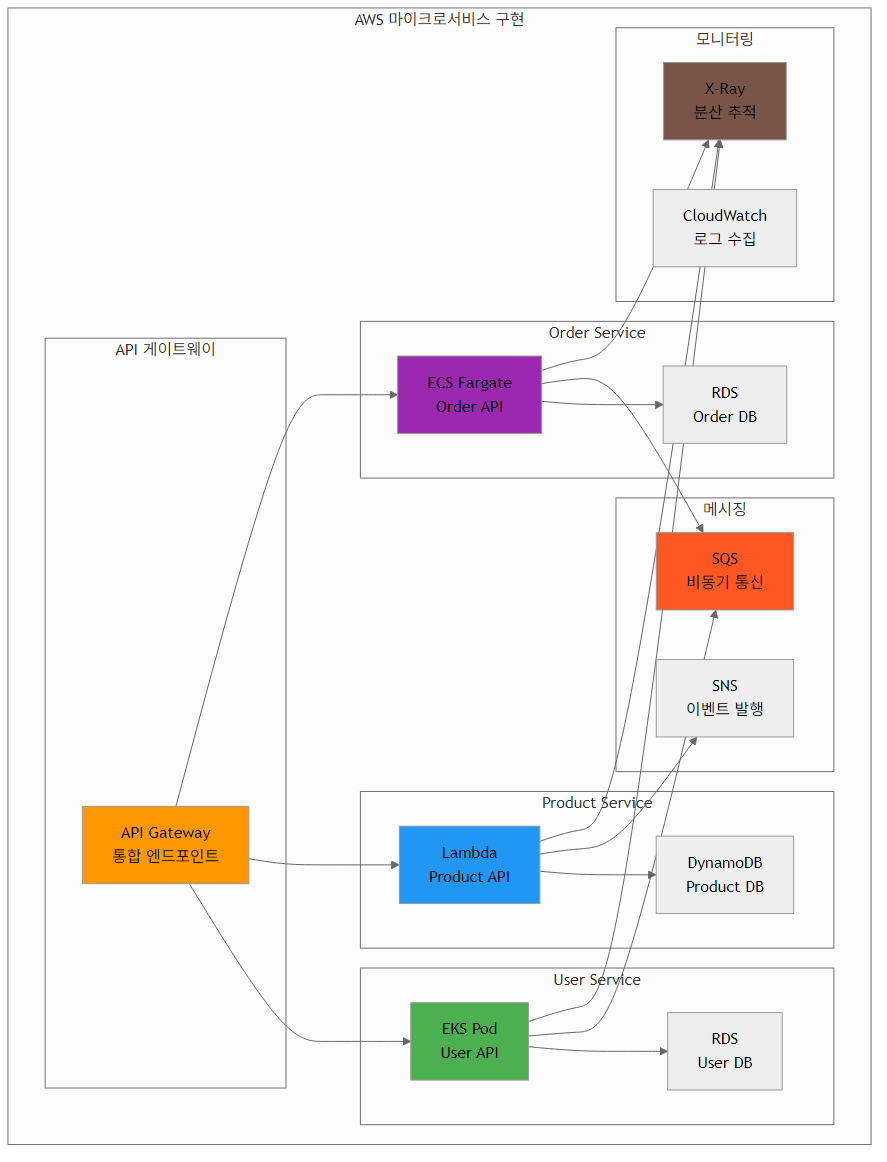 AWS 마이크로서비스 구현
모니터링
X-Ray
분산 추적
CloudWatch
로그 수집
API 게이트웨이
API Gateway
통합 엔드포인트
Order Service
ECS Fargate
Order API
RDS
Order DB
메시징
SQS
비동기 통신
SNS
이벤트 발행
Product Service
Lambda
Product API
DynamoDB
Product DB
User Service
EKS Pod
User API
RDS
User DB